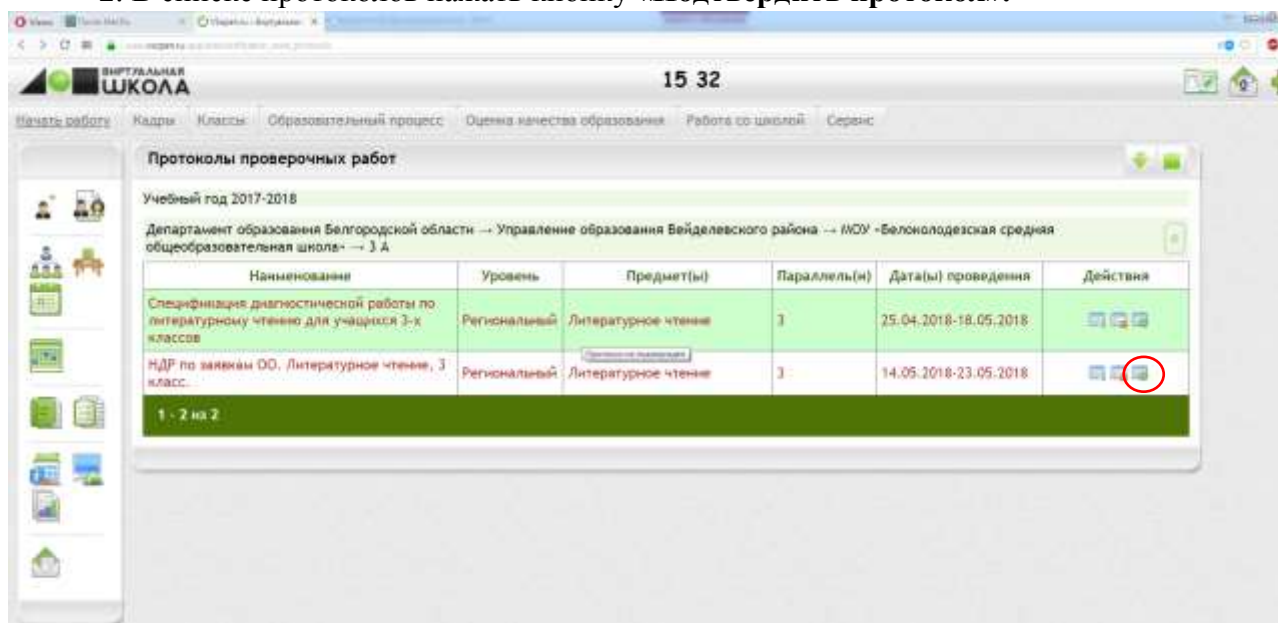 2. В списке протоколов нажать кнопку «Подтвердить протокол».
ВИРТУАЛЬНАЯ
ШКОЛА
15 32
Начать работу Кадры Классы Образовательный процесс Оценка качества образования Работа со школой Сервис
Протоколы проверочных работ
Учебный год 2017-2018
Департамент образования Белгородской области → Управление образования Вейделевского района → МОУ «Белоколодезская средняя
общеобразовательная школа» → 3 А
Наименование Уровень Предмет(ы) Параллель(и) Дата(ы) проведения Действия
Спецификация диагностической работы по
литературному чтению для учащихся 3-х
классов
Региональный Литературное чтение 3 25.04.2018-18.05.2018
НДР по заявкам ОО. Литературное чтение, 3
класс.
Региональный Литературное чтение 3 14.05.2018-23.05.2018
1 - 2 из 2